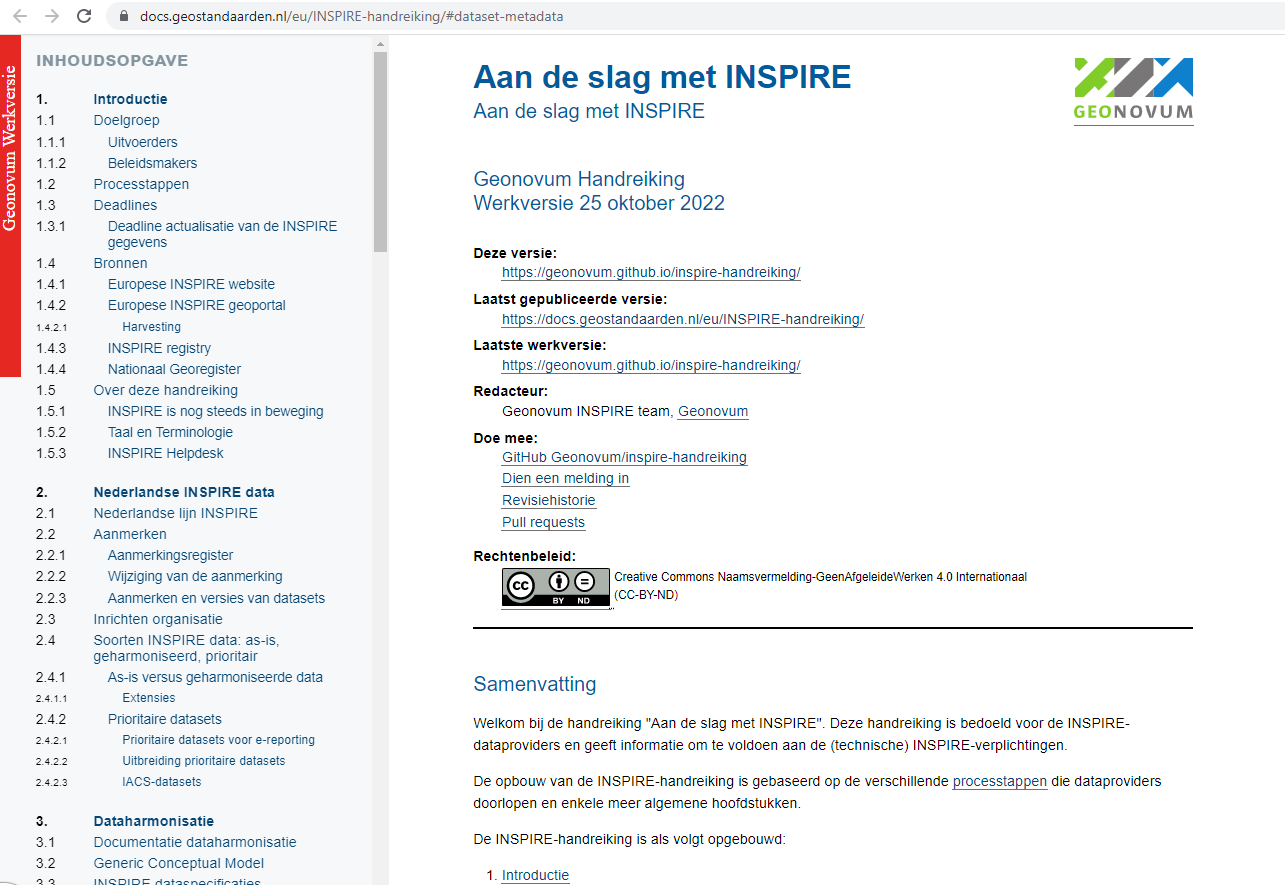 docs.geostandaarden.nl/eu/INSPIRE-handreiking/#dataset-metadata
Geonovum Werkversie
INHOUDSOPGAVE
1. Introductie
1.1 Doelgroep
1.1.1 Uitvoerders
1.1.2 Beleidsmakers
1.2 Processtappen
1.3 Deadlines
1.3.1 Deadline actualisatie van de INSPIRE
gegevens
1.4 Bronnen
1.4.1 Europese INSPIRE website
1.4.2 Europese INSPIRE geoportal
1.4.2.1 Harvesting
1.4.3 INSPIRE registry
1.4.4 Nationaal Georegister
1.5 Over deze handreiking
1.5.1 INSPIRE is nog steeds in beweging
1.5.2 Taal en Terminologie
1.5.3 INSPIRE Helpdesk
2. Nederlandse INSPIRE data
2.1 Nederlandse lijn INSPIRE
2.2 Aanmerken
2.2.1 Aanmerkingsregister
2.2.2 Wijziging van de aanmerking
2.2.3 Aanmerken en versies van datasets
2.3 Inrichten organisatie
2.4 Soorten INSPIRE data: as-is,
geharmoniseerd, prioritair
2.4.1 As-is versus geharmoniseerde data
2.4.1.1 Extensies
2.4.2 Prioritaire datasets
2.4.2.1 Prioritaire datasets voor e-reporting
2.4.2.2 Uitbreiding prioritaire datasets
2.4.2.3 IACS-datasets
3. Dataharmonisatie
3.1 Documentatie dataharmonisatie
3.2 Generic Conceptual Model
3.3 INSPIRE dataspecificaties
Aan de slag met INSPIRE
Aan de slag met INSPIRE
GEONOVUM
Geonovum Handreiking
Werkversie 25 oktober 2022
Deze versie:
https://geonovum.github.io/inspire-handreiking/
Laatst gepubliceerde versie:
https://docs.geostandaarden.nl/eu/INSPIRE-handreiking/
Laatste werkversie:
https://geonovum.github.io/inspire-handreiking/
Redacteur:
Geonovum INSPIRE team, Geonovum
Doe mee:
GitHub Geonovum/inspire-handreiking
Dien een melding in
Revisiehistorie
Pull requests
Rechtenbeleid:
cc BY ND
Creative Commons Naamsvermelding-GeenAfgeleideWerken 4.0 Internationaal
(CC-BY-ND)
Samenvatting
Welkom bij de handreiking "Aan de slag met INSPIRE". Deze handreiking is bedoeld voor de INSPIRE-
dataproviders en geeft informatie om te voldoen aan de (technische) INSPIRE-verplichtingen.
De opbouw van de INSPIRE-handreiking is gebaseerd op de verschillende processtappen die dataproviders
doorlopen en enkele meer algemene hoofdstukken.
De INSPIRE-handreiking is als volgt opgebouwd:
1. Introductie